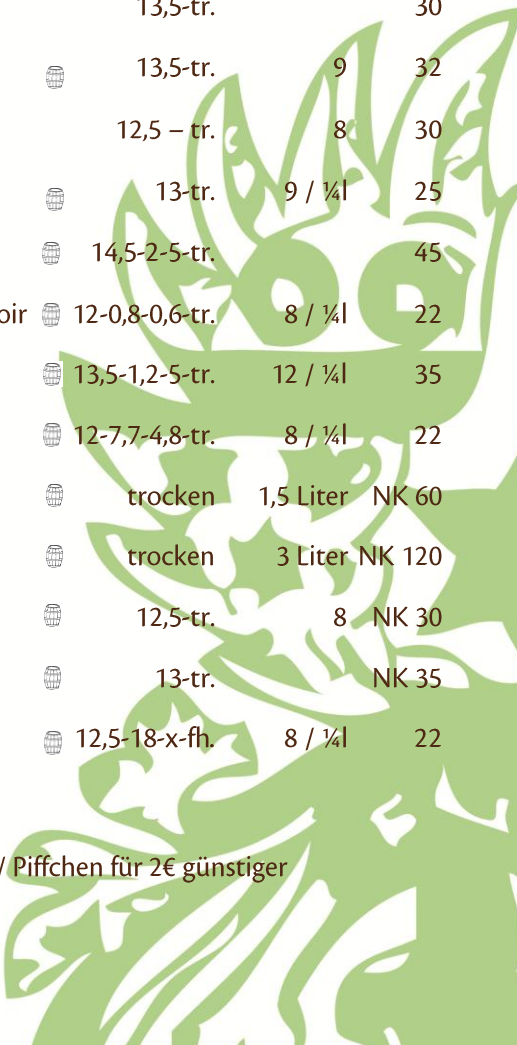 13,5-tr. 30
13,5-tr. 9 32
12,5 – tr. 8 30
13-tr. 9 / ¼l 25
14,5-2-5-tr. 45
oir 12-0,8-0,6-tr. 8 / ¼l 22
13,5-1,2-5-tr. 12 / ¼l 35
12-7,7-4,8-tr. 8 / ¼l 22
trocken 1,5 Liter NK 60
trocken 3 Liter NK 120
12,5-tr. 8 NK 30
13-tr. NK 35
12,5-18-x-fh. 8 / ¼l 22
/ Piffchen für 2€ günstiger